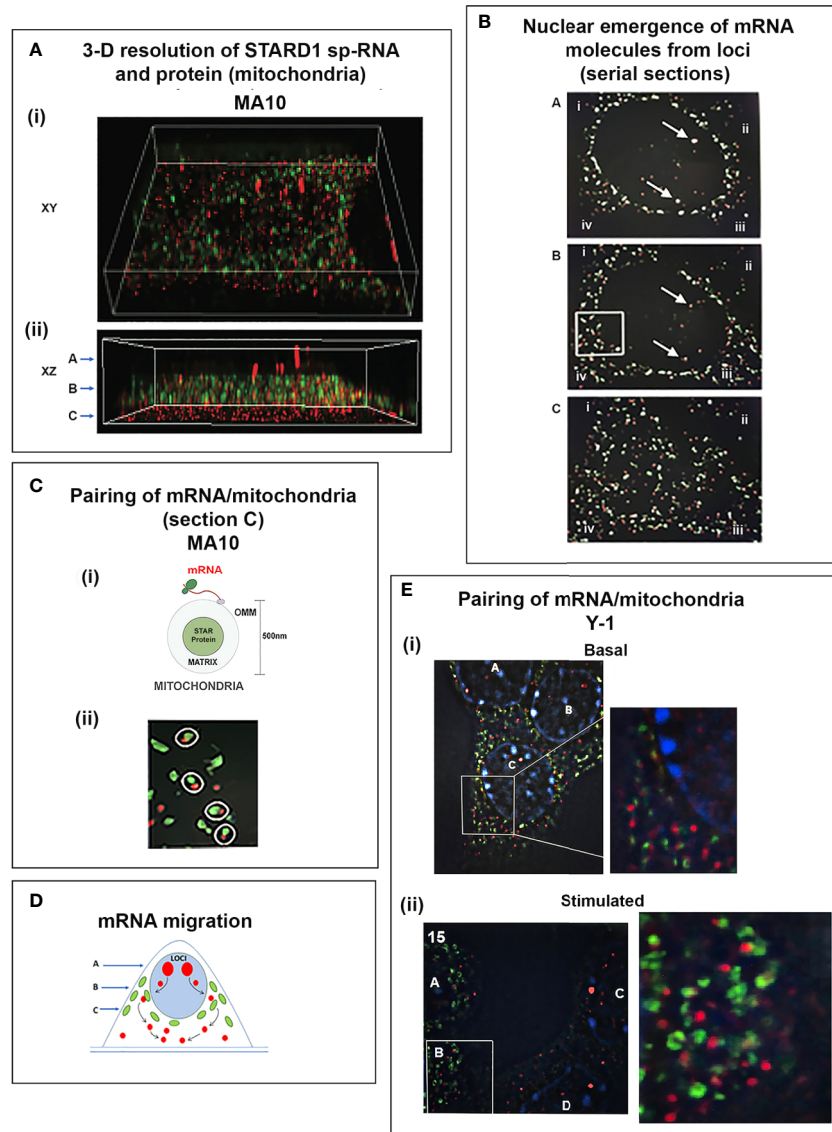 A
3-D resolution of STARD1 sp-RNA
and protein (mitochondria)
MA10
(i)
XY
(ii)
XZ
A
B
C
B
Nuclear emergence of mRNA
molecules from loci
(serial sections)
A
i
ii
iv
iii
B
i
ii
iv
iii
C
i
ii
iv
iii
C
Pairing of mRNA/mitochondria
(section C)
MA10
(i)
mRNA
OMM
STAR
Protein
500nm
MATRIX
MITOCHONDRIA
(ii)
D
mRNA migration
LOCI
A
B
C
E
Pairing of mRNA/mitochondria
Y-1
(i)
Basal
A
B
C
Stimulated
(ii)
15
A
C
B
D